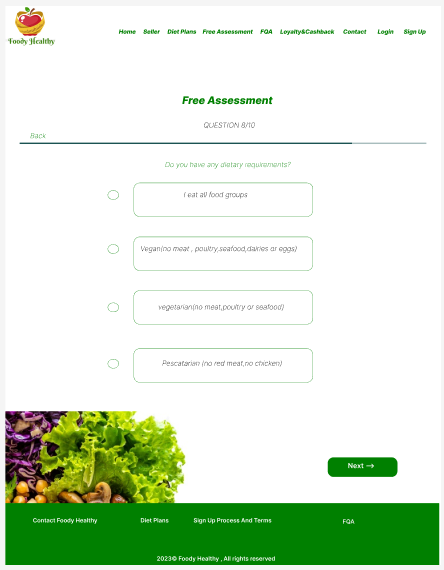 Foody Healthy
Home Seller Diet Plans Free Assessment FQA Loyalty&Cashback Contact Login Sign Up
Free Assessment
QUESTION 8/10
Back
Do you have any dietary requirements?
I eat all food groups
Vegan(no meat , poultry,seafood,dairies or eggs)
vegetarian(no red meat,poultry or seafood)
Pescatarian (no red meat,no chicken)
Next -->
Contact Foody Healthy Diet Plans Sign Up Process And Terms FQA
2023© Foody Healthy , All rights reserved